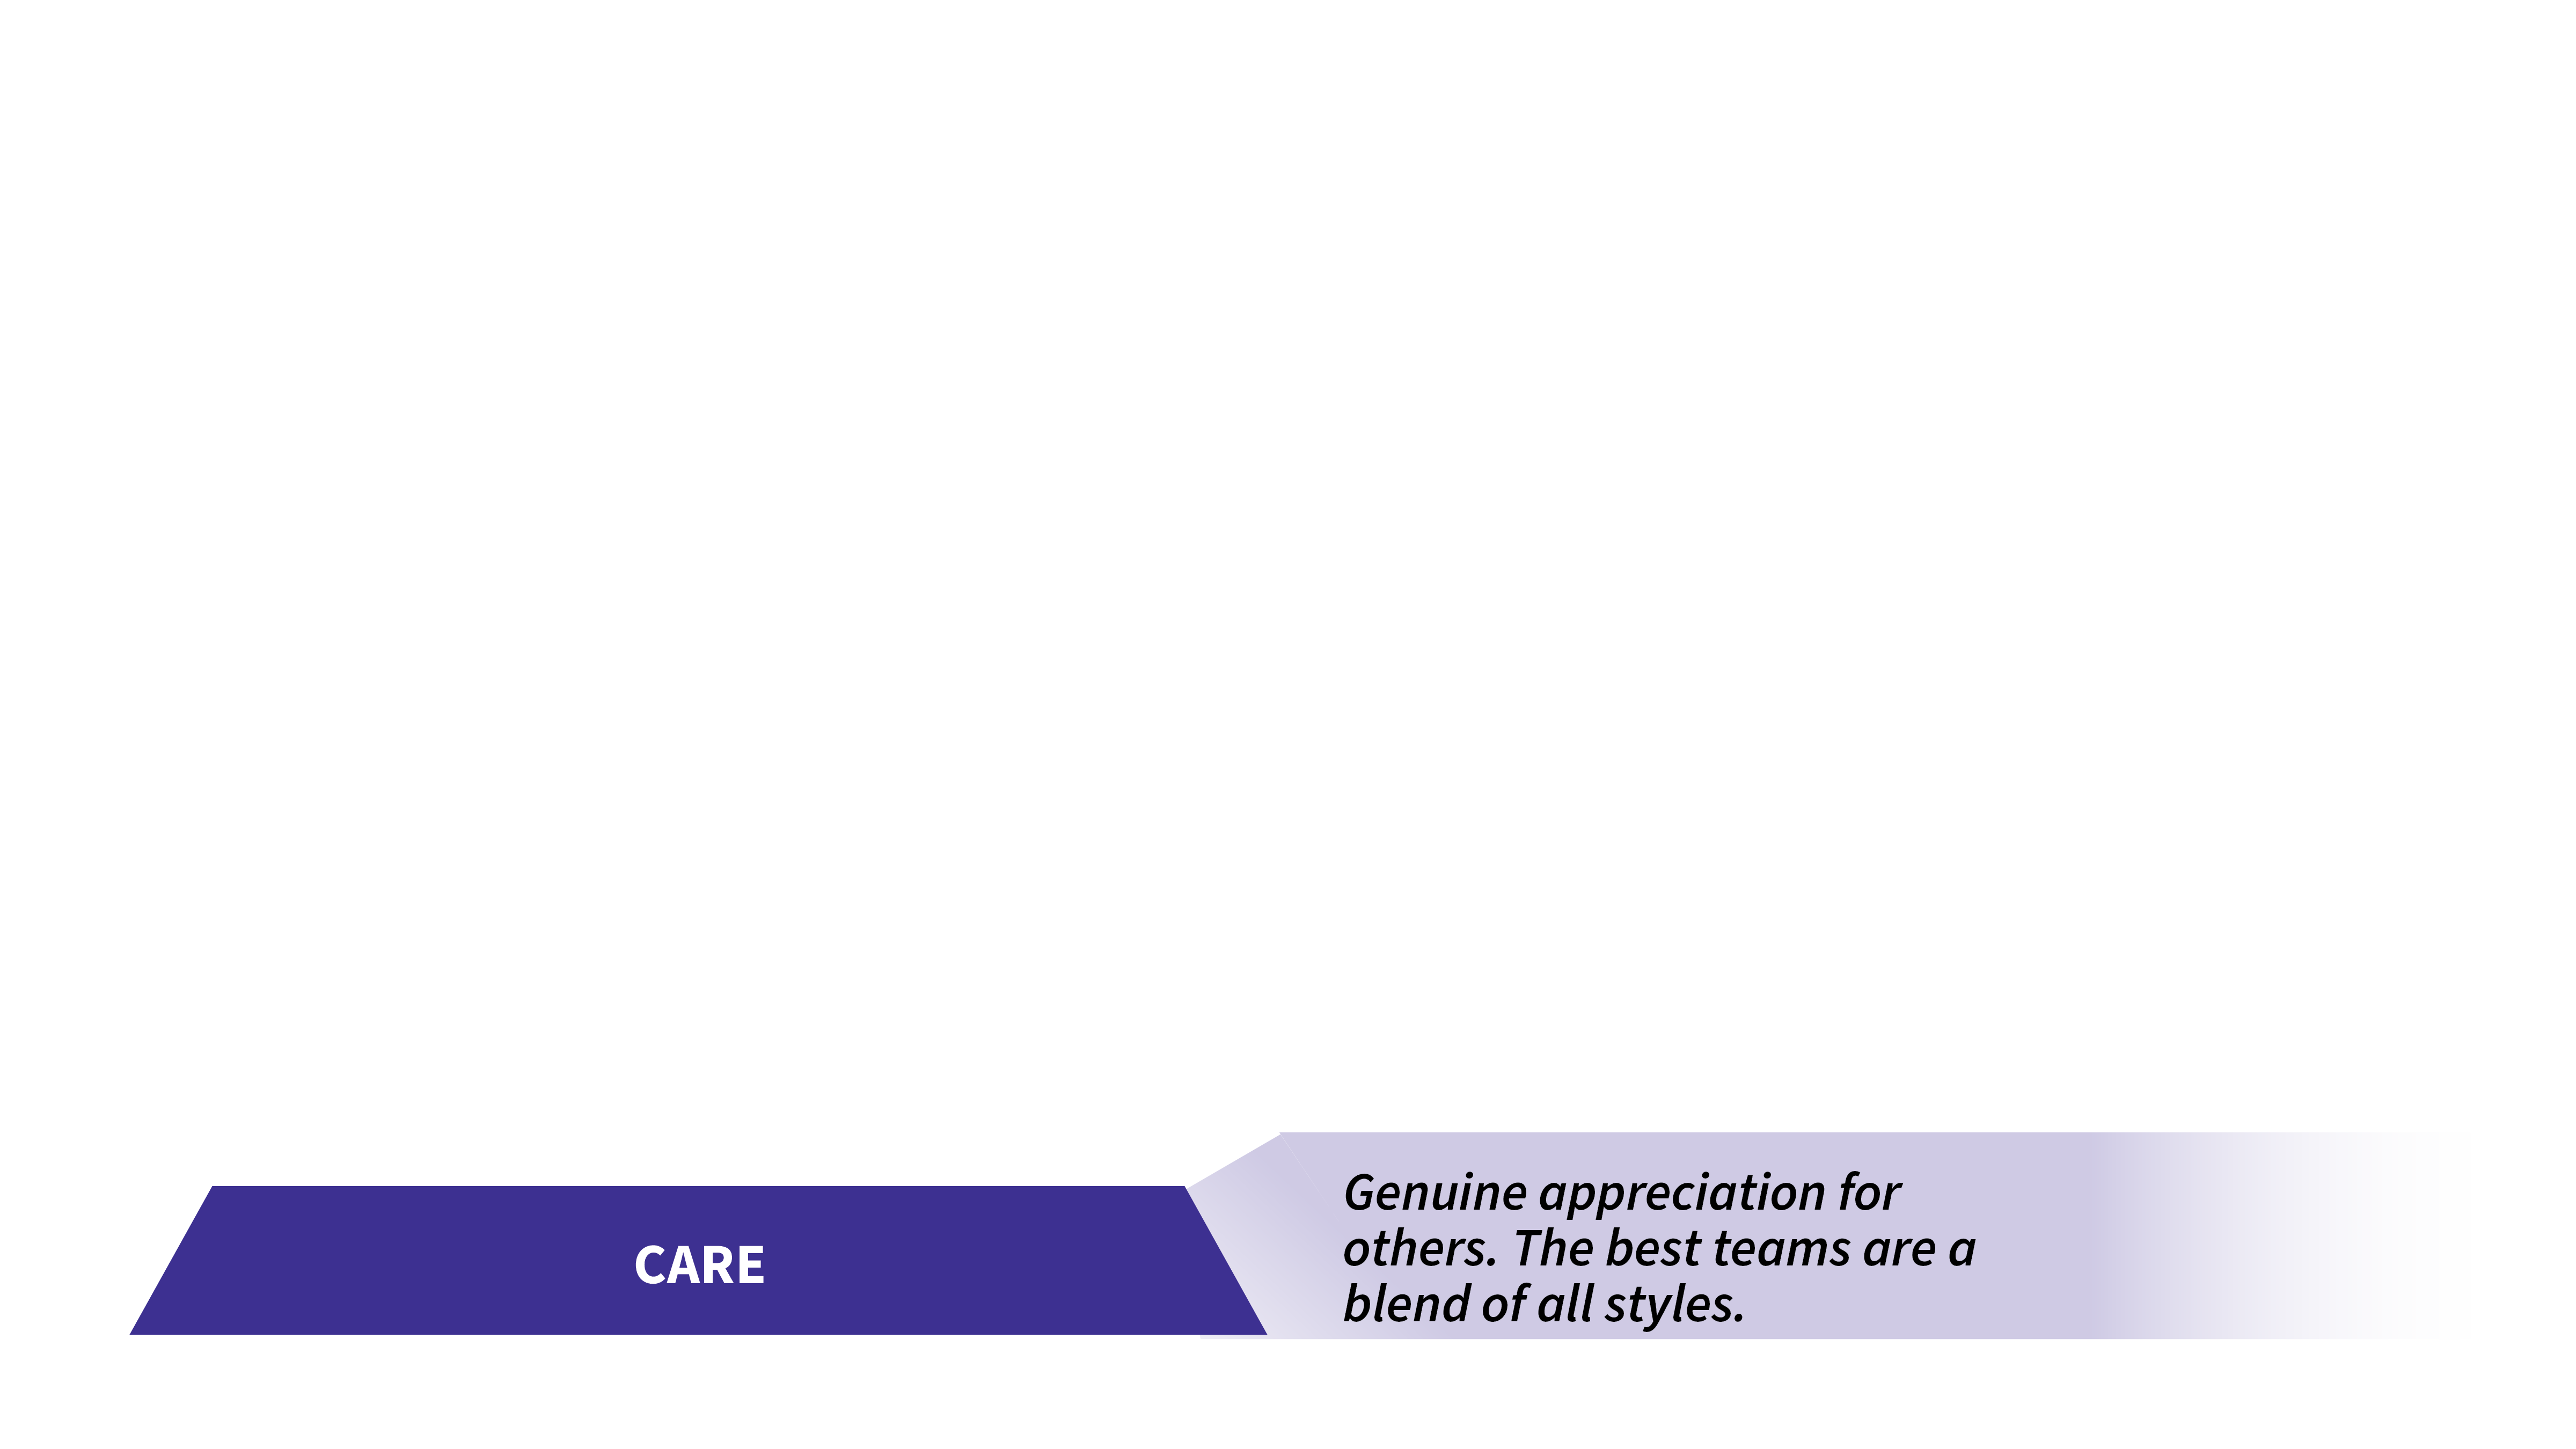 CARE
Genuine appreciation for
others. The best teams are a
blend of all styles.